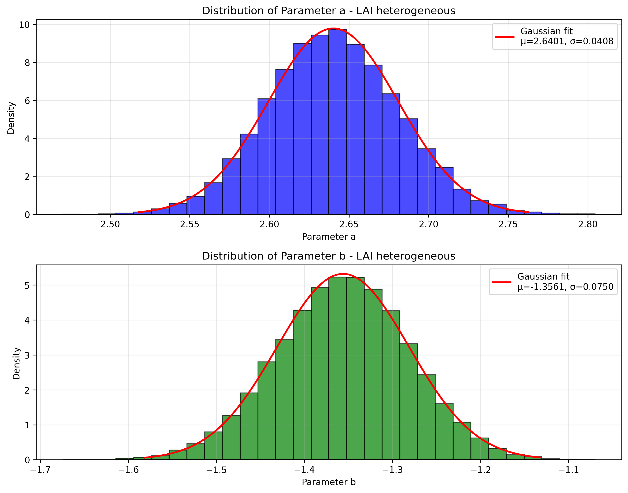 Distribution of Parameter a - LAI heterogeneous
Gaussian fit
μ=2.6401, σ=0.0408
10
8
6
4
2
0
Density
2.50 2.55 2.60 2.65 2.70 2.75 2.80
Parameter a
Distribution of Parameter b - LAI heterogeneous
Gaussian fit
μ=-1.3561, σ=0.0750
5
4
3
2
1
0
Density
−1.7 −1.6 −1.5 −1.4 −1.3 −1.2 −1.1
Parameter b